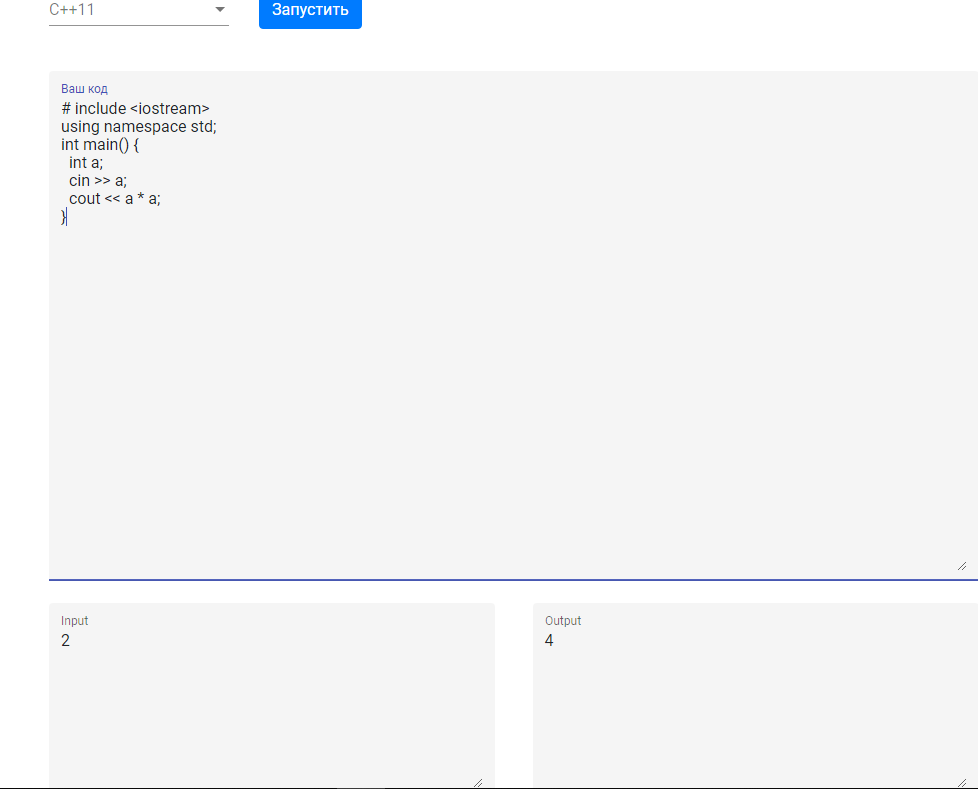 C++11
Запустить
Ваш код
# include <iostream>
using namespace std;
int main() {
  int a;
  cin >> a;
  cout << a * a;
}
Input
2
Output
4